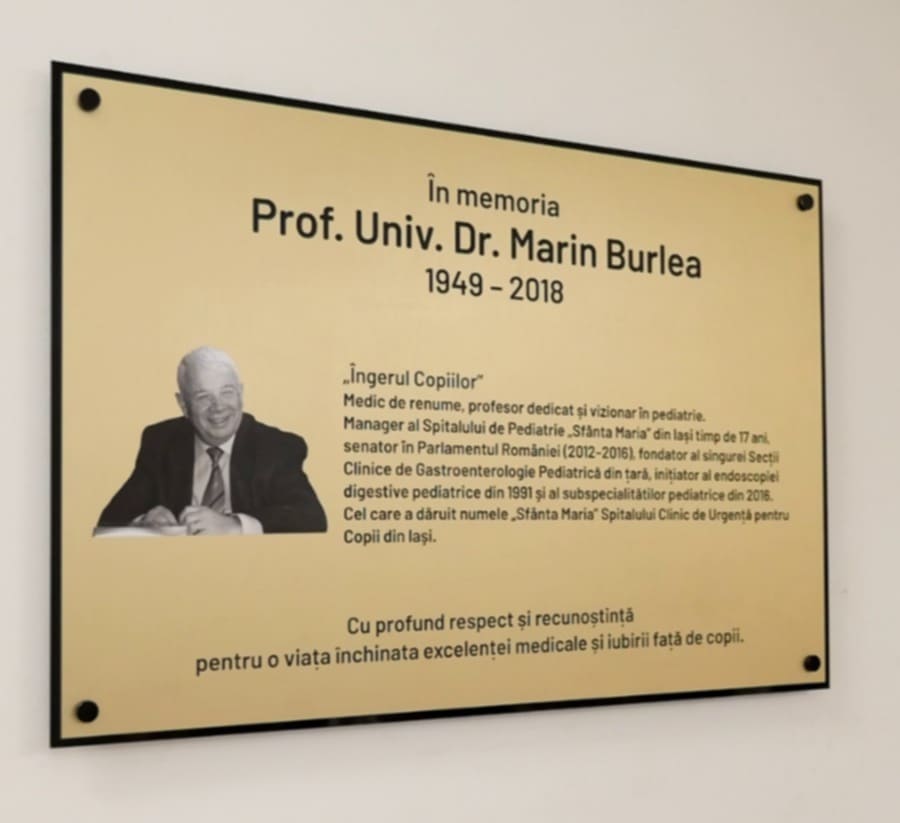 În memoria
Prof. Univ. Dr. Marin Burlea
1949 – 2018
„Îngerul Copiilor”
Medic de renume, profesor dedicat și vizionar în pediatrie.
Manager al Spitalului de Pediatrie „Sfânta Maria” din Iași timp de 17 ani,
senator în Parlamentul României (2012-2016), fondator al singurei Secții
Clinice de Gastroenterologie Pediatrică din țară, inițiator al endoscopiei
digestive pediatrice din 1991 și al subspecialităților pediatrice din 2016.
Cel care a dăruit numele „Sfânta Maria” Spitalului Clinic de Urgență pentru
Copii din Iași.
Cu profund respect și recunoștință
pentru o viața închinata excelenței medicale și iubirii față de copii.